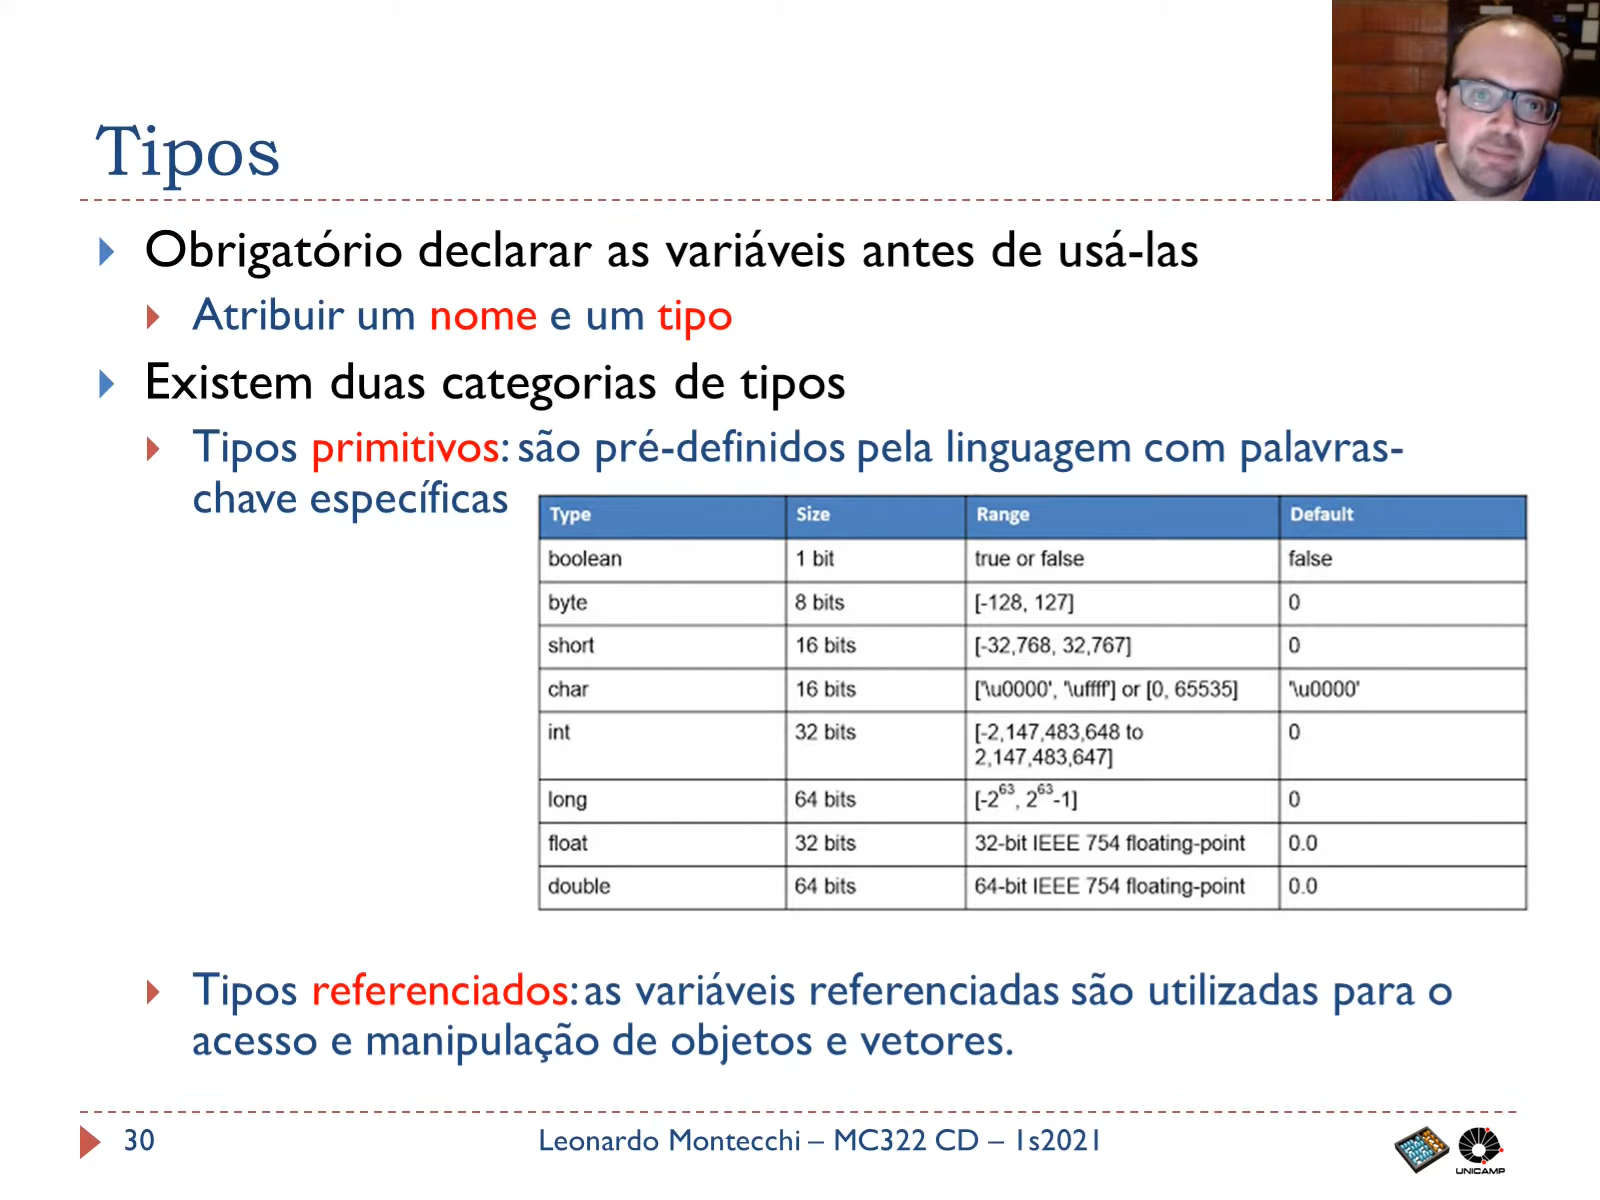 Tipos
Obrigatório declarar as variáveis antes de usá-las
Atribuir um nome e um tipo
Existem duas categorias de tipos
Tipos primitivos: são pré-definidos pela linguagem com palavras-
chave específicas
Type Size Range Default
boolean 1 bit true or false false
byte 8 bits [-128, 127] 0
short 16 bits [-32,768, 32,767] 0
char 16 bits ['\u0000', '\uffff'] or [0, 65535] '\u0000'
int 32 bits [-2,147,483,648 to 0
2,147,483,647]
long 64 bits [-2^63, 2^63-1] 0
float 32 bits 32-bit IEEE 754 floating-point 0.0
double 64 bits 64-bit IEEE 754 floating-point 0.0
Tipos referenciados: as variáveis referenciadas são utilizadas para o
acesso e manipulação de objetos e vetores.
30 Leonardo Montecchi – MC322 CD – 1s2021
UNICAMP